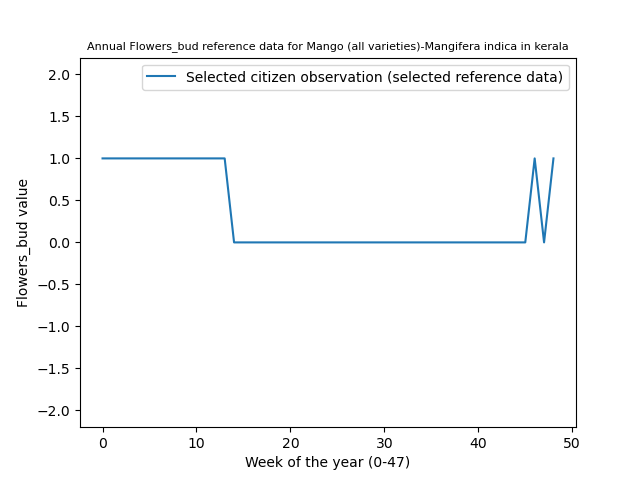 Annual Flowers_bud reference data for Mango (all varieties)-Mangifera indica in kerala
Selected citizen observation (selected reference data)
2.0
1.5
1.0
0.5
0.0
−0.5
−1.0
−1.5
−2.0
Flowers_bud value
0 10 20 30 40 50
Week of the year (0-47)